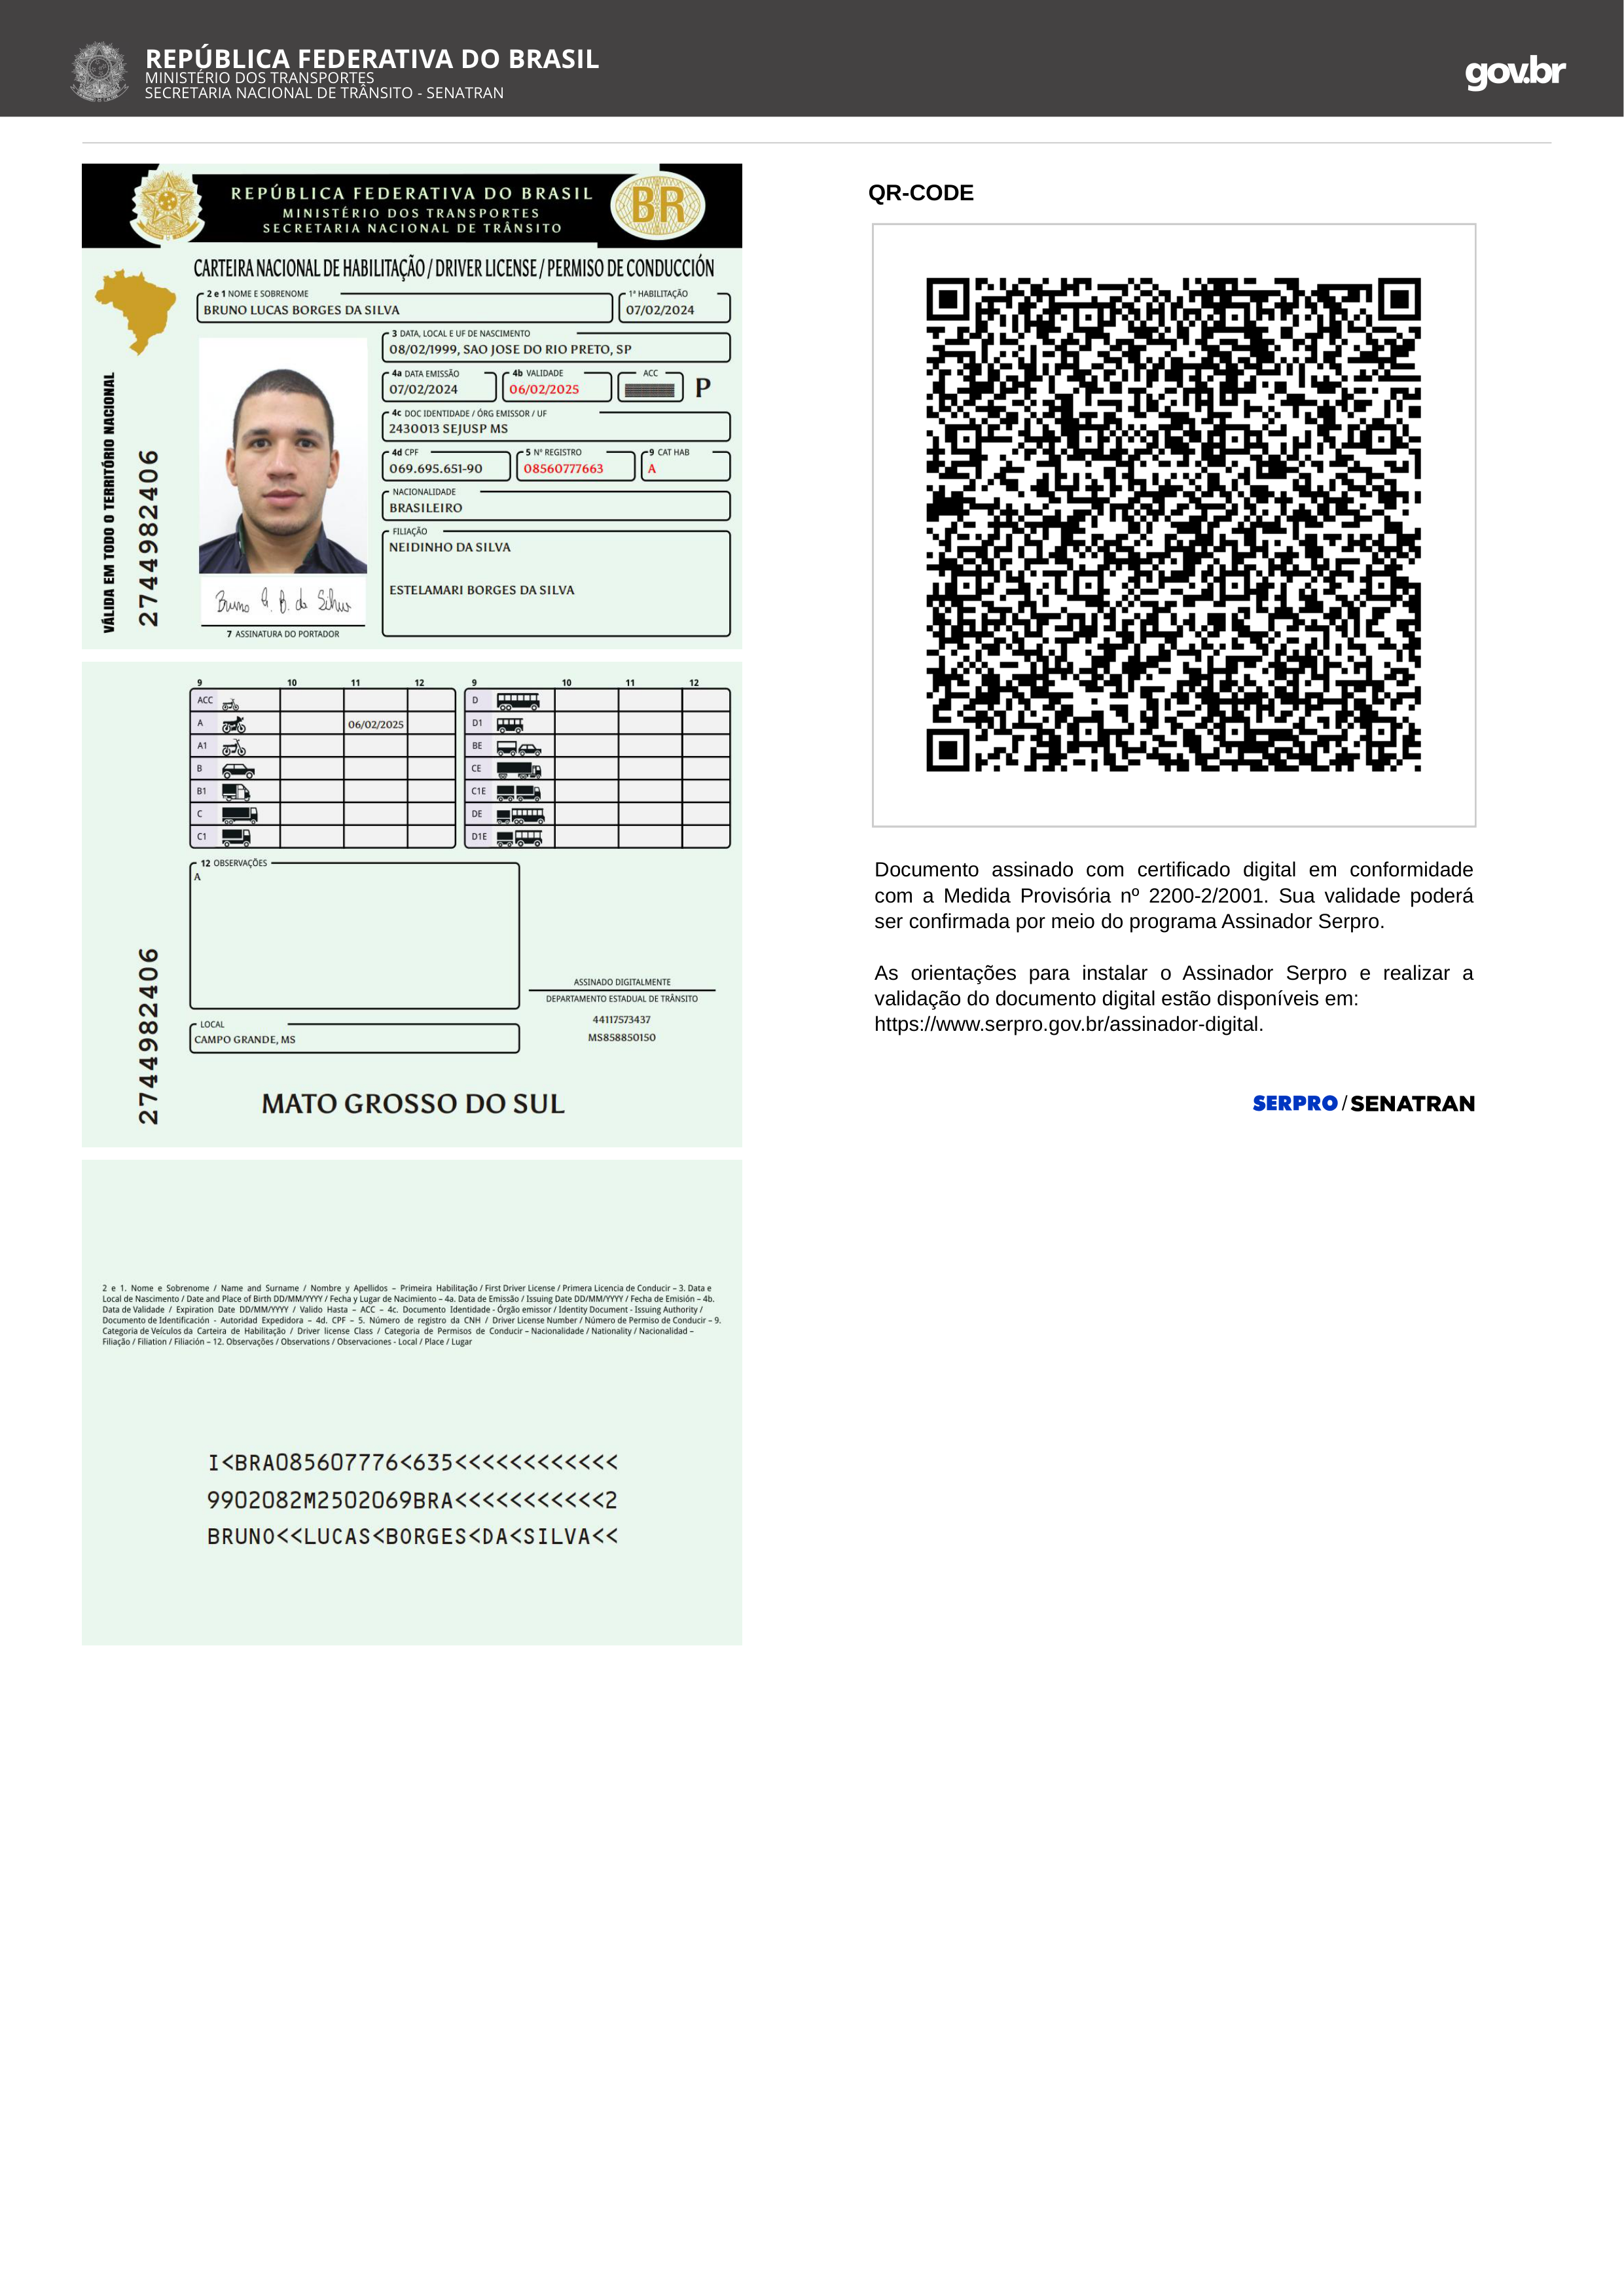 REPÚBLICA FEDERATIVA DO BRASIL
MINISTÉRIO DOS TRANSPORTES
SECRETARIA NACIONAL DE TRÂNSITO - SENATRAN
gov.br
REPÚBLICA FEDERATIVA DO BRASIL
MINISTÉRIO DOS TRANSPORTES
SECRETARIA NACIONAL DE TRÂNSITO
BR
CARTEIRA NACIONAL DE HABILITAÇÃO / DRIVER LICENSE / PERMISO DE CONDUCCIÓN
2 e 1 NOME E SOBRENOME
BRUNO LUCAS BORGES DA SILVA
1ª HABILITAÇÃO
07/02/2024
3 DATA, LOCAL E UF DE NASCIMENTO
08/02/1999, SAO JOSE DO RIO PRETO, SP
4a DATA EMISSÃO
07/02/2024
4b VALIDADE
06/02/2025
ACC
P
4c DOC IDENTIDADE / ÓRG EMISSOR / UF
2430013 SEJUSP MS
4d CPF
069.695.651-90
5 Nº REGISTRO
08560777663
9 CAT HAB
A
NACIONALIDADE
BRASILEIRO
FILIAÇÃO
NEIDINHO DA SILVA
ESTELAMARI BORGES DA SILVA
VÁLIDA EM TODO O TERRITÓRIO NACIONAL
2744982406
7 ASSINATURA DO PORTADOR
9 10 11 12 9 10 11 12
ACC D
A 06/02/2025 D1
A1 BE
B CE
B1 C1E
C DE
C1 D1E
12 OBSERVAÇÕES
A
2744982406
ASSINADO DIGITALMENTE
DEPARTAMENTO ESTADUAL DE TRÂNSITO
44117573437
MS858850150
LOCAL
CAMPO GRANDE, MS
MATO GROSSO DO SUL
2 e 1. Nome e Sobrenome / Name and Surname / Nombre y Apellidos – Primeira Habilitação / First Driver License / Primera Licencia de Conducir – 3. Data e
Local de Nascimento / Date and Place of Birth DD/MM/YYYY / Fecha y Lugar de Nacimiento – 4a. Data de Emissão / Issuing Date DD/MM/YYYY / Fecha de Emisión – 4b.
Data de Validade / Expiration Date DD/MM/YYYY / Valido Hasta – ACC – 4c. Documento Identidade - Órgão emissor / Identity Document - Issuing Authority /
Documento de Identificación - Autoridad Expedidora – 4d. CPF – 5. Número de registro da CNH / Driver License Number / Número de Permiso de Conducir – 9.
Categoria de Veículos da Carteira de Habilitação / Driver license Class / Categoria de Permisos de Conducir – Nacionalidade / Nationality / Nacionalidad –
Filiação / Filiation / Filiación – 12. Observações / Observations / Observaciones - Local / Place / Lugar
I<BRA085607776<635<<<<<<<<<<<<
9902082M2502069BRA<<<<<<<<<<<2
BRUNO<<LUCAS<BORGES<DA<SILVA<<
QR-CODE
Documento assinado com certificado digital em conformidade
com a Medida Provisória nº 2200-2/2001. Sua validade poderá
ser confirmada por meio do programa Assinador Serpro.
As orientações para instalar o Assinador Serpro e realizar a
validação do documento digital estão disponíveis em:
https://www.serpro.gov.br/assinador-digital.
SERPRO / SENATRAN